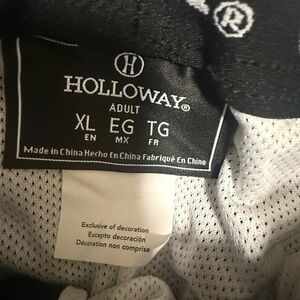 ®
H
HOLLOWAY®
ADULT
XL EG TG
EN MX FR
Made in China Hecho En China Fabriqué En Chine
Exclusive of decoration
Excepto decoración
Décoration non comprise